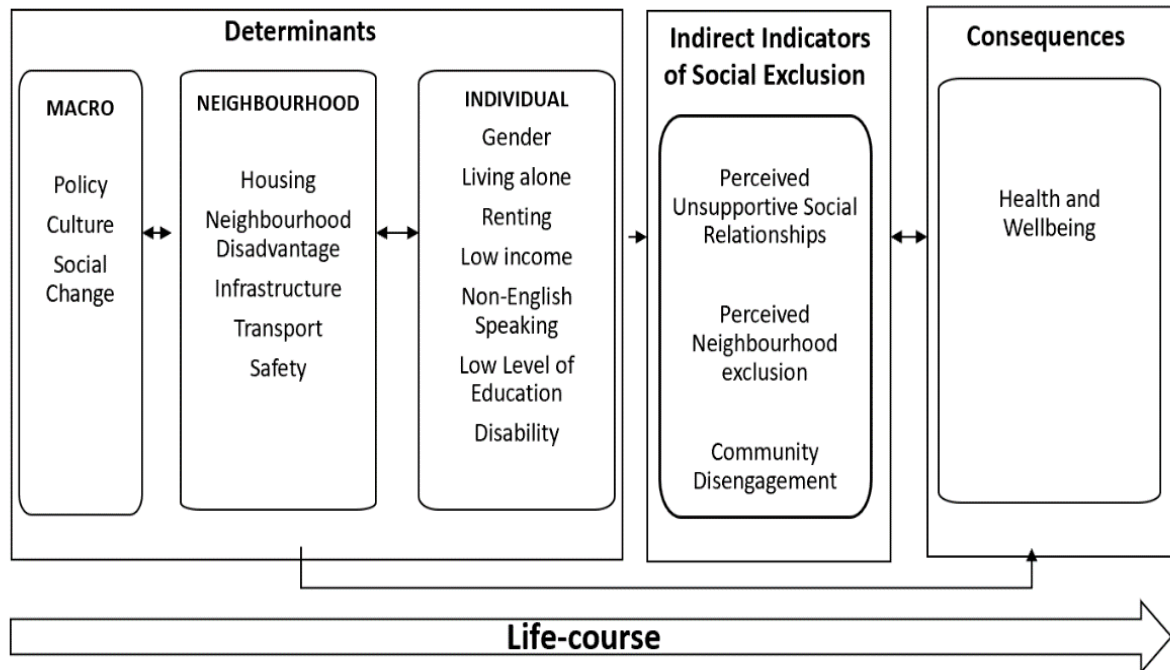 Determinants
MACRO
Policy
Culture
Social
Change
NEIGHBOURHOOD
Housing
Neighbourhood
Disadvantage
Infrastructure
Transport
Safety
INDIVIDUAL
Gender
Living alone
Renting
Low income
Non-English
Speaking
Low Level of
Education
Disability
Indirect Indicators
of Social Exclusion
Perceived
Unsupportive Social
Relationships
Perceived
Neighbourhood
exclusion
Community
Disengagement
Consequences
Health and
Wellbeing
Life-course